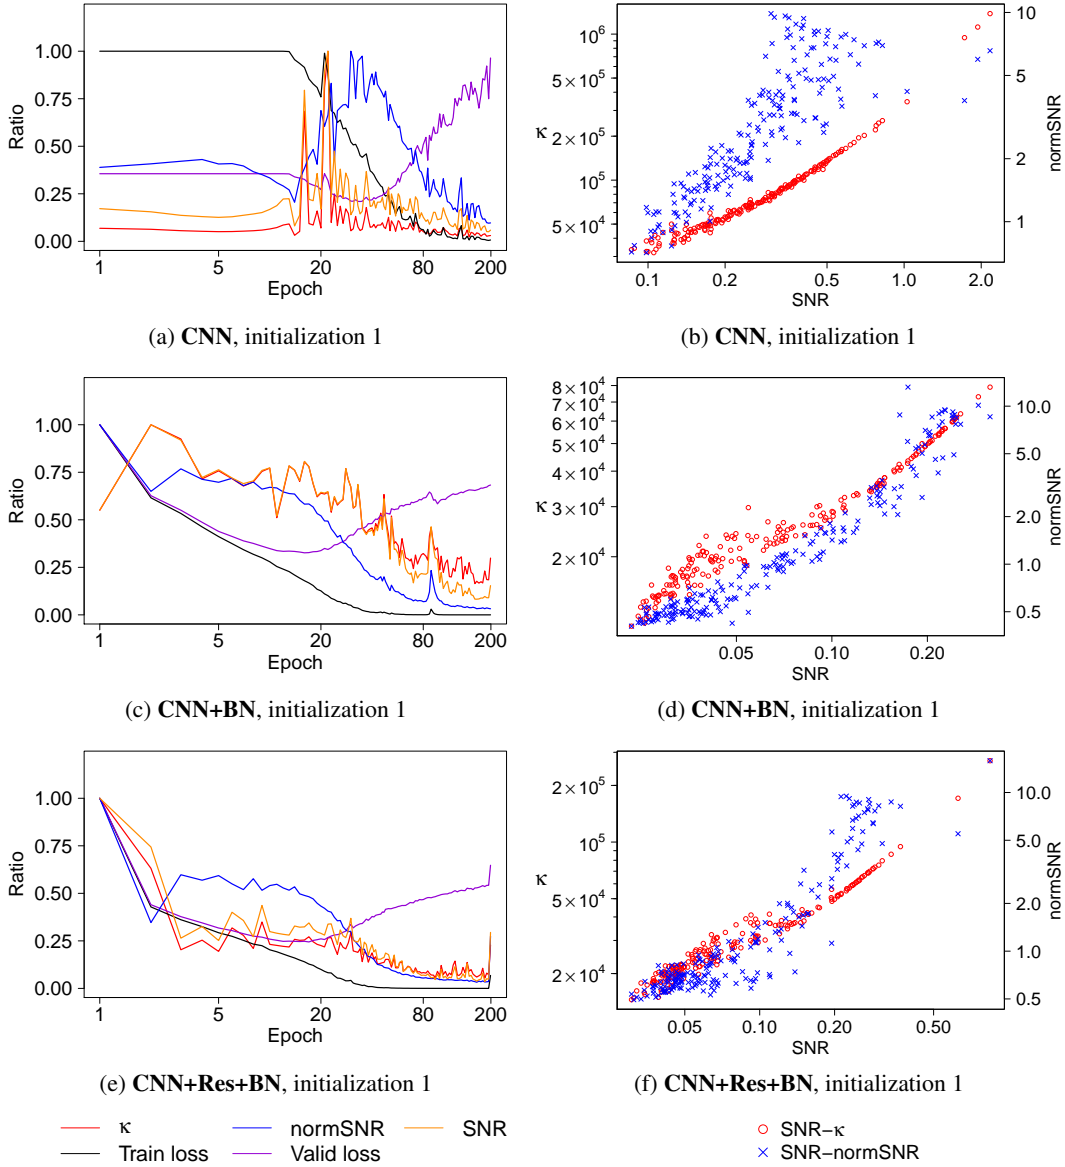 1.00
0.75
0.50
0.25
0.00
Ratio
1 5 20 80 200
Epoch
(a) CNN, initialization 1
1×10⁶
5×10⁵
2×10⁵
1×10⁵
5×10⁴
κ
10
5
2
1
normSNR
0.1 0.2 0.5 1.0 2.0
SNR
(b) CNN, initialization 1
1.00
0.75
0.50
0.25
0.00
Ratio
1 5 20 80 200
Epoch
(c) CNN+BN, initialization 1
8×10⁴
7×10⁴
6×10⁴
5×10⁴
4×10⁴
3×10⁴
2×10⁴
κ
10.0
5.0
2.0
1.0
0.5
normSNR
0.05 0.10 0.20
SNR
(d) CNN+BN, initialization 1
1.00
0.75
0.50
0.25
0.00
Ratio
1 5 20 80 200
Epoch
(e) CNN+Res+BN, initialization 1
2×10⁵
1×10⁵
5×10⁴
2×10⁴
κ
10.0
5.0
2.0
1.0
0.5
normSNR
0.05 0.10 0.20 0.50
SNR
(f) CNN+Res+BN, initialization 1
κ normSNR SNR
Train loss Valid loss
SNR−κ
SNR−normSNR